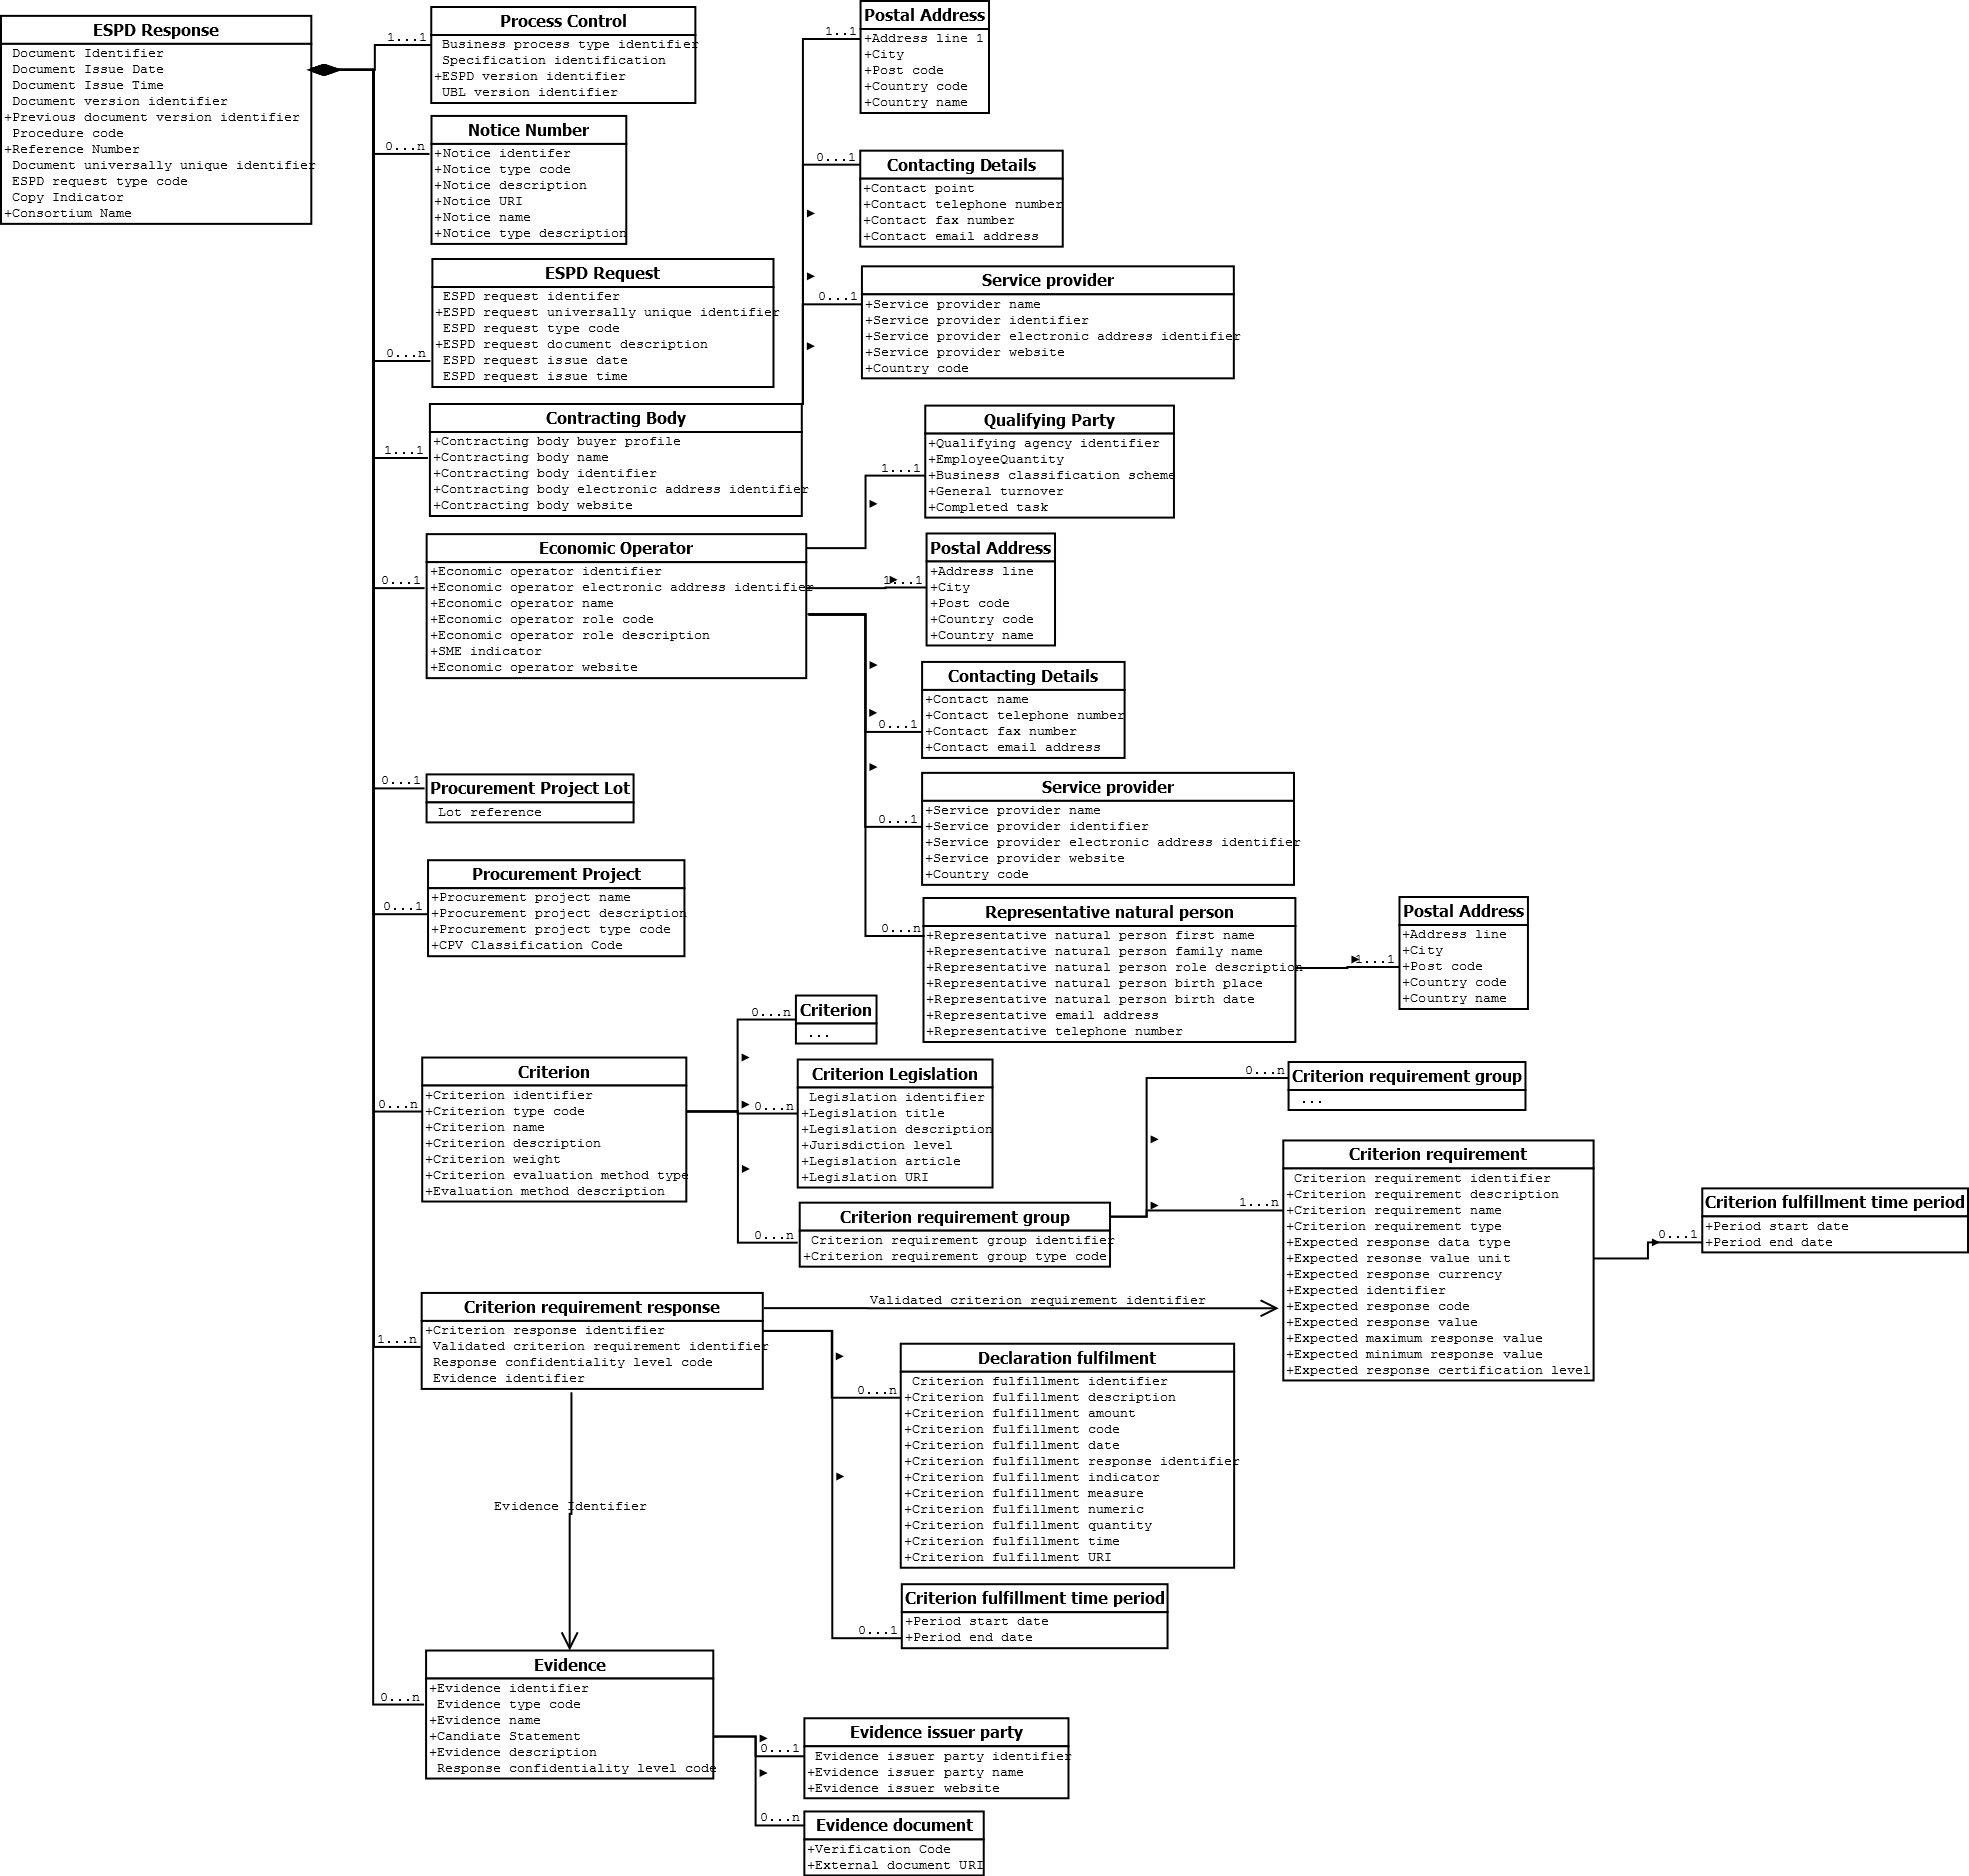 ESPD Response
Document Identifier
Document Issue Date
Document Issue Time
Document version identifier
+Previous document version identifier
Procedure code
+Reference Number
Document universally unique identifier
ESPD request type code
Copy Indicator
+Consortium Name
1...1
Process Control
Business process type identifier
Specification identification
+ESPD version identifier
UBL version identifier
0...n
Notice Number
+Notice identifer
+Notice type code
+Notice description
+Notice URI
+Notice name
+Notice type description
0...n
ESPD Request
ESPD request identifer
+ESPD request universally unique identifier
ESPD request type code
+ESPD request document description
ESPD request issue date
ESPD request issue time
1...1
Contracting Body
+Contracting body buyer profile
+Contracting body name
+Contracting body identifier
+Contracting body electronic address identifier
+Contracting body website
1..1
Postal Address
+Address line 1
+City
+Post code
+Country code
+Country name
0...1
Contacting Details
+Contact point
+Contact telephone number
+Contact fax number
+Contact email address
0...1
Service provider
+Service provider name
+Service provider identifier
+Service provider electronic address identifier
+Service provider website
+Country code
0...1
Economic Operator
+Economic operator identifier
+Economic operator electronic address identifier
+Economic operator name
+Economic operator role code
+Economic operator role description
+SME indicator
+Economic operator website
1...1
Qualifying Party
+Qualifying agency identifier
+EmployeeQuantity
+Business classification scheme
+General turnover
+Completed task
1...1
Postal Address
+Address line
+City
+Post code
+Country code
+Country name
0...1
Contacting Details
+Contact name
+Contact telephone number
+Contact fax number
+Contact email address
0...1
Service provider
+Service provider name
+Service provider identifier
+Service provider electronic address identifier
+Service provider website
+Country code
0...n
Representative natural person
+Representative natural person first name
+Representative natural person family name
+Representative natural person role description
+Representative natural person birth place
+Representative natural person birth date
+Representative email address
+Representative telephone number
1...1
Postal Address
+Address line
+City
+Post code
+Country code
+Country name
0...1
Procurement Project Lot
Lot reference
0...1
Procurement Project
+Procurement project name
+Procurement project description
+Procurement project type code
+CPV Classification Code
0...n
Criterion
+Criterion identifier
+Criterion type code
+Criterion name
+Criterion description
+Criterion weight
+Criterion evaluation method type
+Evaluation method description
0...n
Criterion
...
0...n
Criterion Legislation
Legislation identifier
+Legislation title
+Legislation description
+Jurisdiction level
+Legislation article
+Legislation URI
0...n
Criterion requirement group
Criterion requirement group identifier
+Criterion requirement group type code
0...n
Criterion requirement group
...
1...n
Criterion requirement
Criterion requirement identifier
+Criterion requirement description
+Criterion requirement name
+Criterion requirement type
+Expected response data type
+Expected resonse value unit
+Expected response currency
+Expected identifier
+Expected response code
+Expected response value
+Expected maximum response value
+Expected minimum response value
+Expected response certification level
0...1
Criterion fulfillment time period
+Period start date
+Period end date
1...n
Criterion requirement response
+Criterion response identifier
Validated criterion requirement identifier
Response confidentiality level code
Evidence identifier
Validated criterion requirement identifier
0...n
Declaration fulfilment
Criterion fulfillment identifier
+Criterion fulfillment description
+Criterion fulfillment amount
+Criterion fulfillment code
+Criterion fulfillment date
+Criterion fulfillment response identifier
+Criterion fulfillment indicator
+Criterion fulfillment measure
+Criterion fulfillment numeric
+Criterion fulfillment quantity
+Criterion fulfillment time
+Criterion fulfillment URI
0...1
Criterion fulfillment time period
+Period start date
+Period end date
Evidence Identifier
0...n
Evidence
+Evidence identifier
Evidence type code
+Evidence name
+Candiate Statement
+Evidence description
Response confidentiality level code
0...1
Evidence issuer party
Evidence issuer party identifier
+Evidence issuer party name
+Evidence issuer website
0...n
Evidence document
+Verification Code
+External document URI